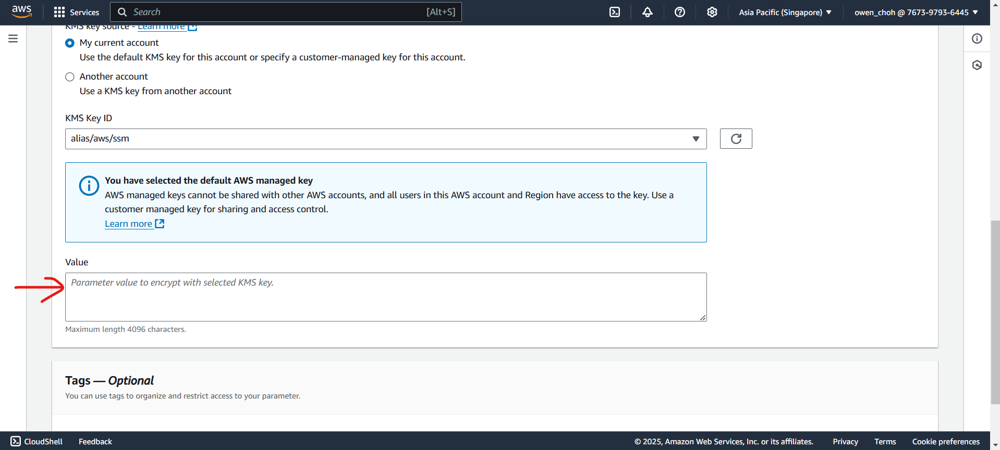 aws
Services
Search
[Alt+S]
Asia Pacific (Singapore)
owen_choh @ 7673-9793-6445
KMS key source - Learn more
My current account
Use the default KMS key for this account or specify a customer-managed key for this account.
Another account
Use a KMS key from another account
KMS Key ID
alias/aws/ssm
You have selected the default AWS managed key
AWS managed keys cannot be shared with other AWS accounts, and all users in this AWS account and Region have access to the key. Use a
customer managed key for sharing and access control.
Learn more
Value
Parameter value to encrypt with selected KMS key.
Maximum length 4096 characters.
Tags — Optional
You can use tags to organize and restrict access to your parameter.
CloudShell
Feedback
© 2025, Amazon Web Services, Inc. or its affiliates.
Privacy
Terms
Cookie preferences